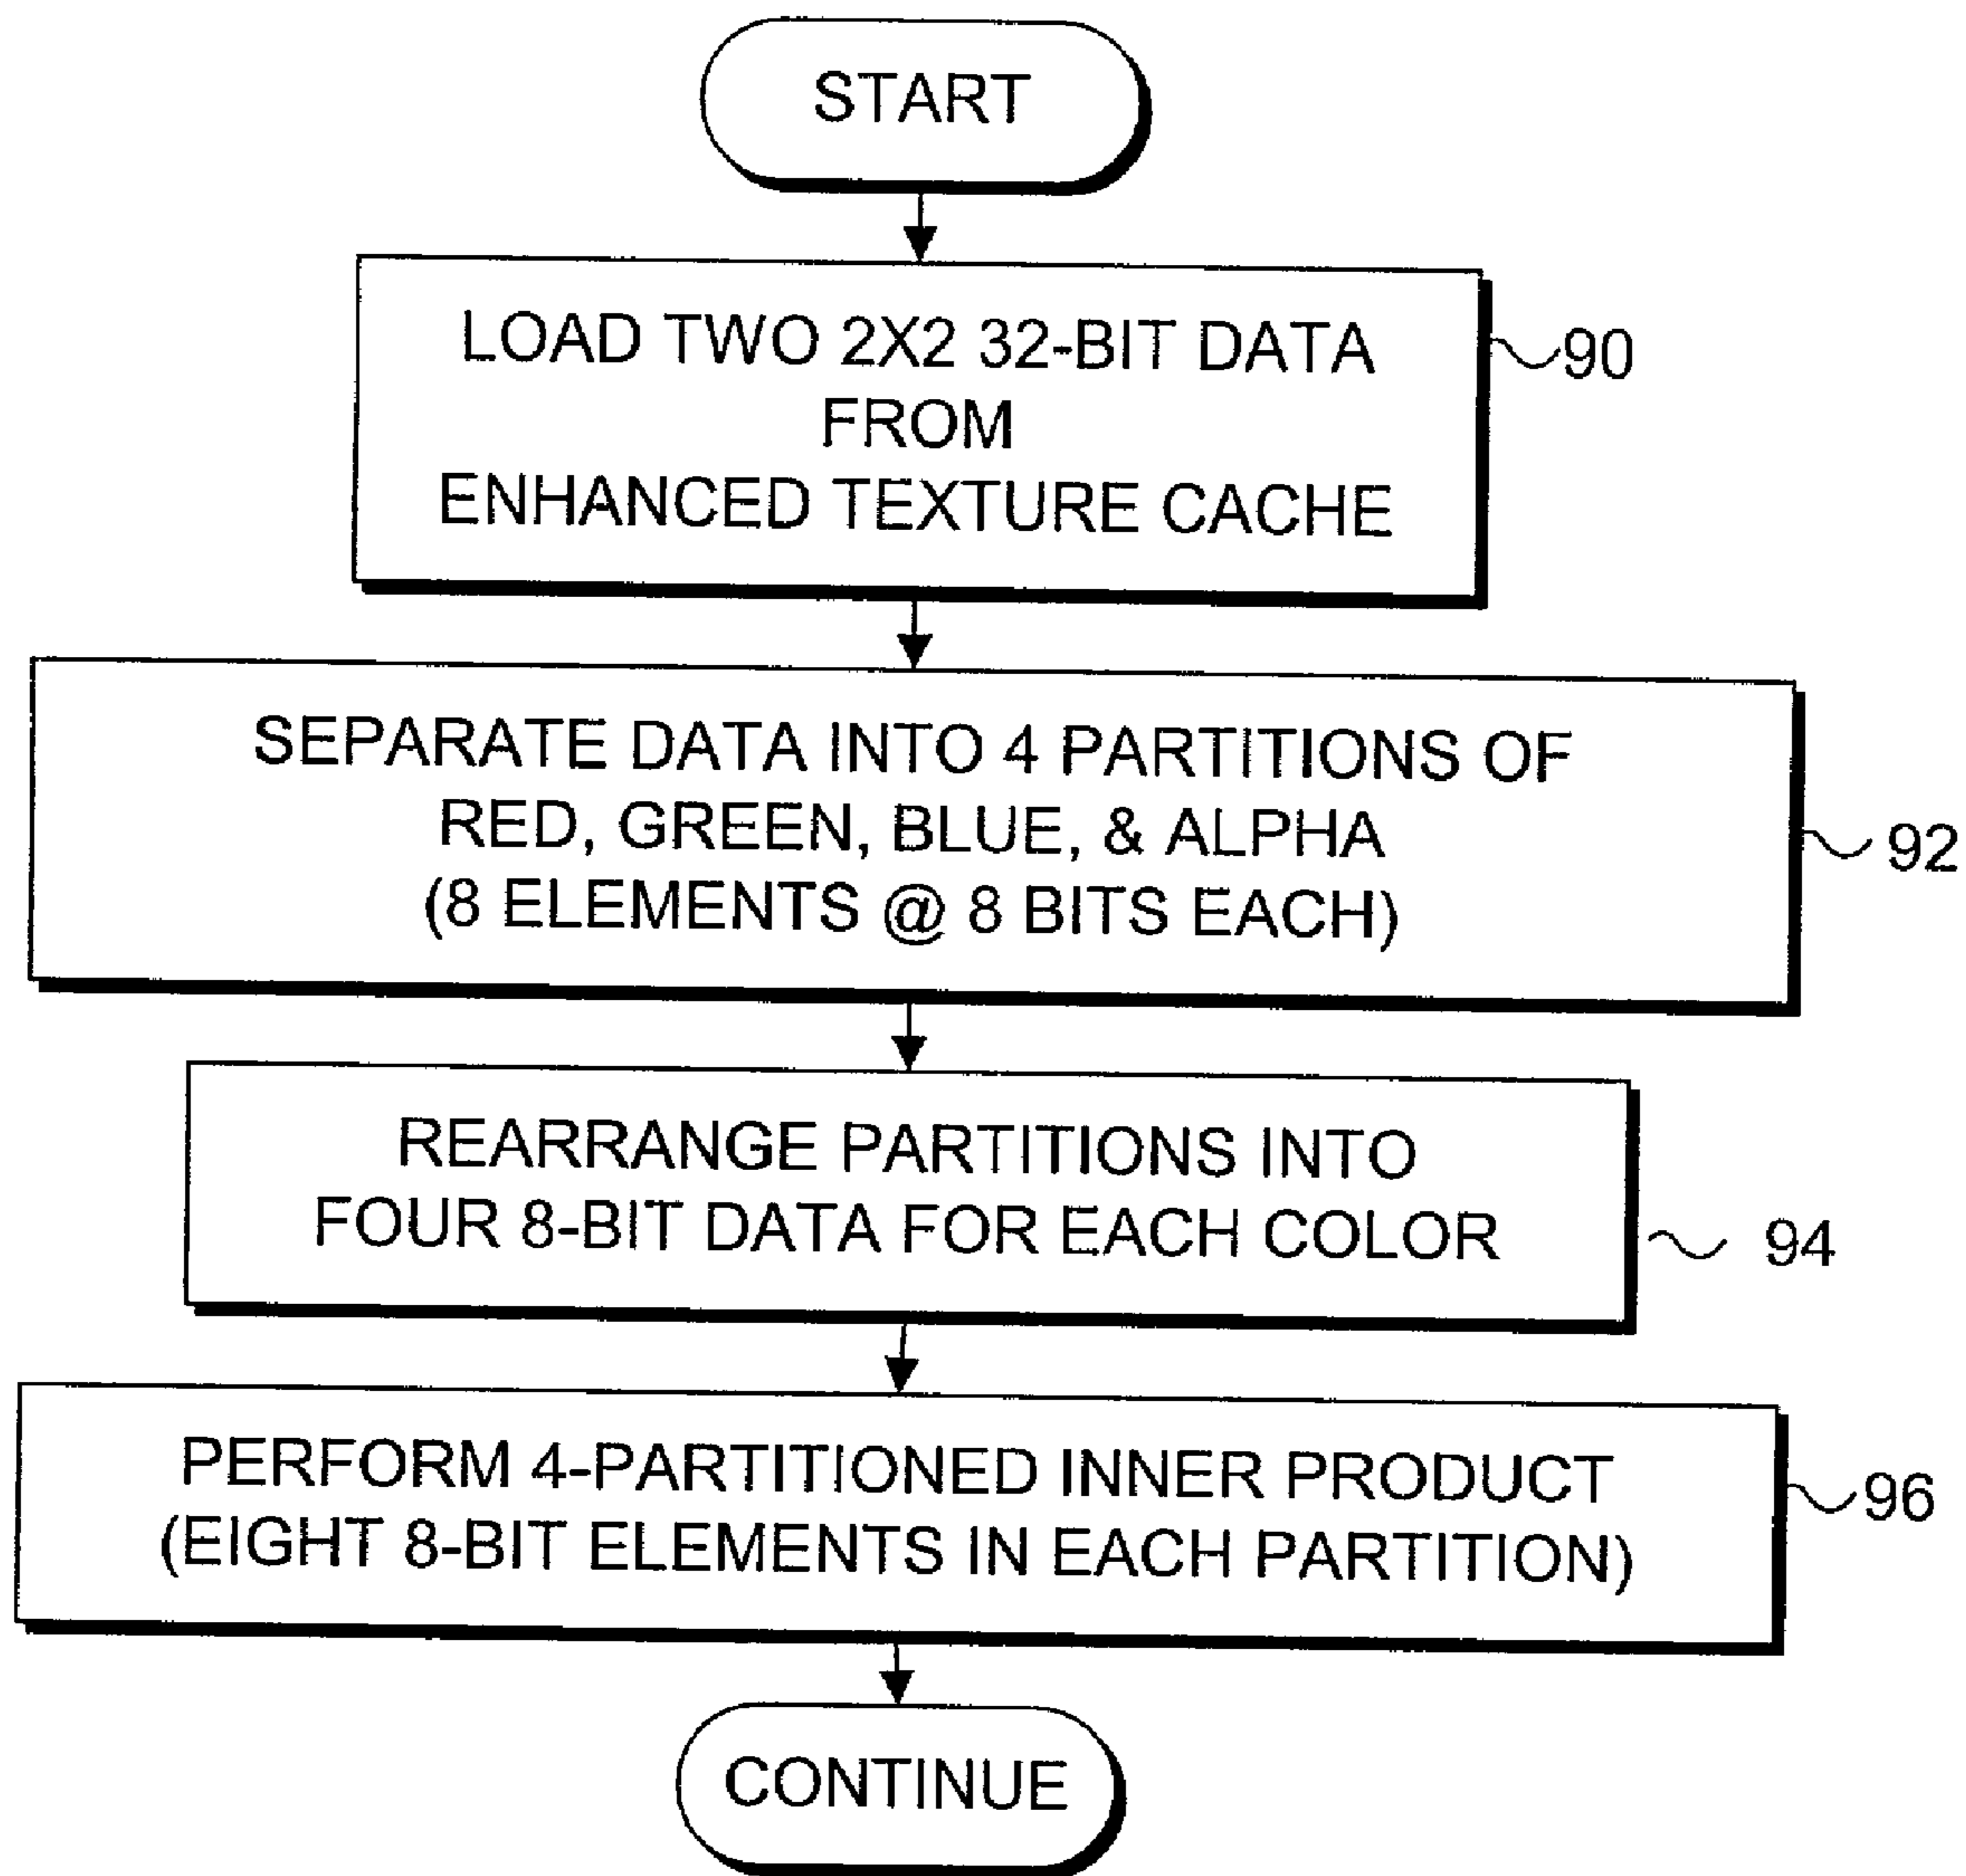 START
LOAD TWO 2X2 32-BIT DATA
FROM
ENHANCED TEXTURE CACHE
90
SEPARATE DATA INTO 4 PARTITIONS OF
RED, GREEN, BLUE, & ALPHA
(8 ELEMENTS @ 8 BITS EACH)
92
REARRANGE PARTITIONS INTO
FOUR 8-BIT DATA FOR EACH COLOR
94
PERFORM 4-PARTITIONED INNER PRODUCT
(EIGHT 8-BIT ELEMENTS IN EACH PARTITION)
96
CONTINUE